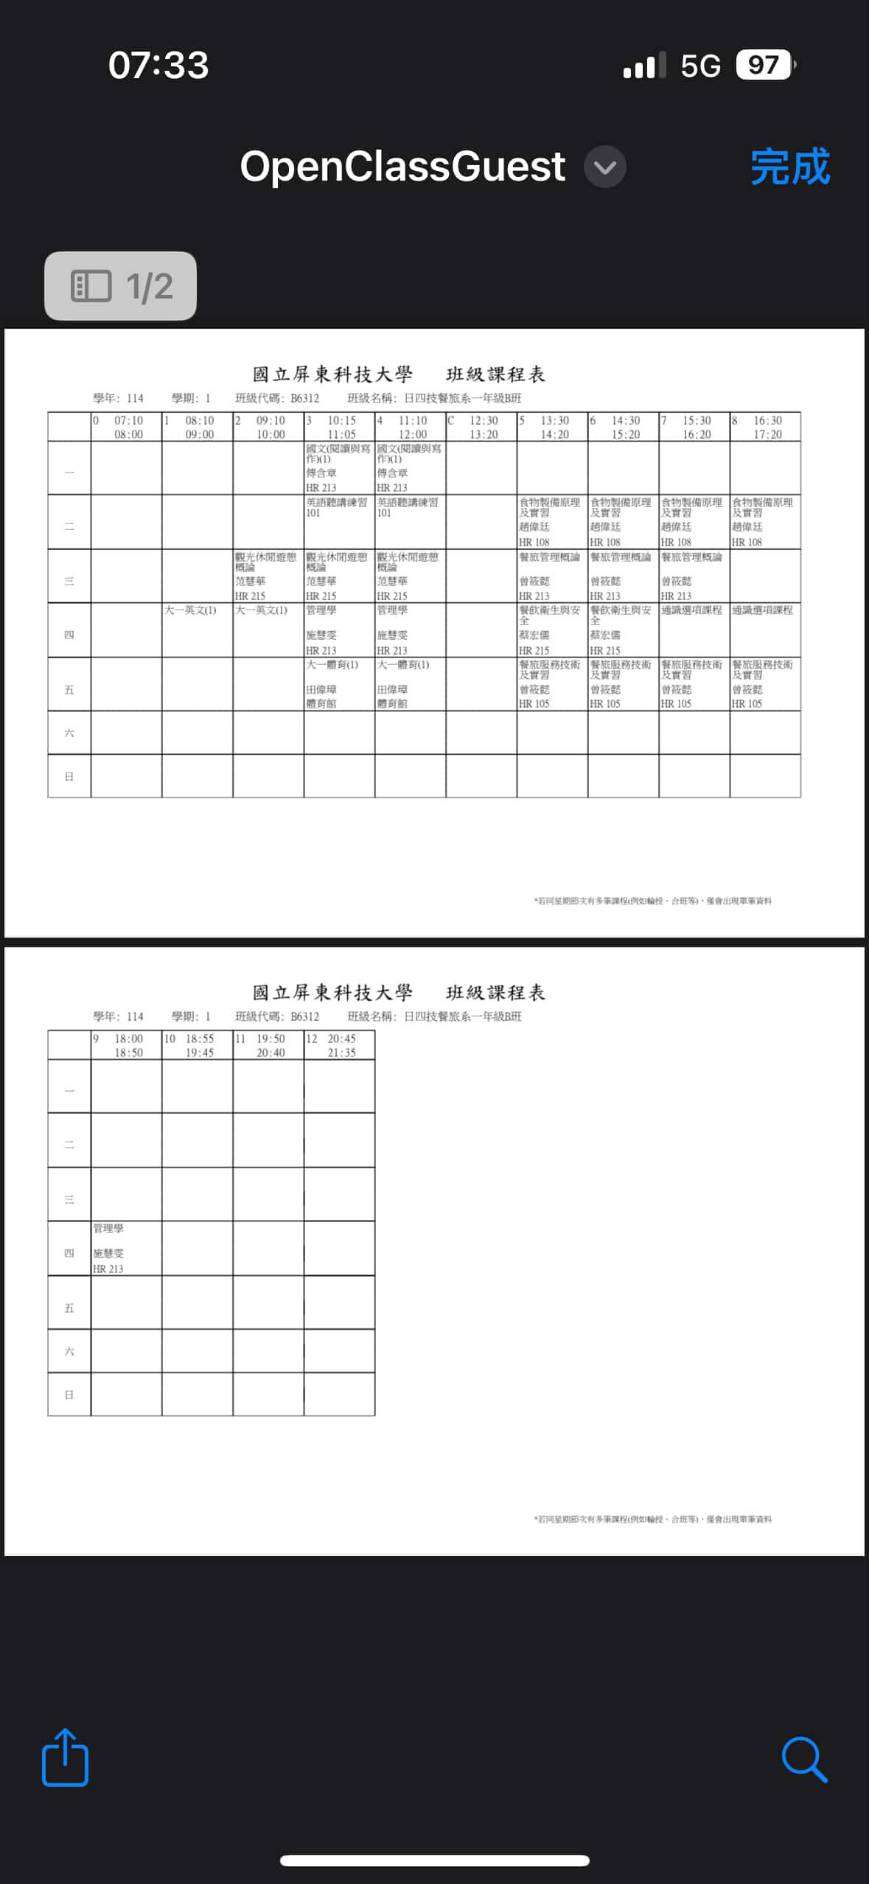 07:33
5G 97
OpenClassGuest
完成
1/2
國立屏東科技大學 班級課程表
學年: 114 學期: 1 班級代碼: B6312 班級名稱: 日四技餐旅系一年級B班
0 07:10 1 08:10 2 09:10 3 10:15 4 11:10 C 12:30 5 13:30 6 14:30 7 15:30 8 16:30
08:00 09:00 10:00 11:05 12:00 13:20 14:20 15:20 16:20 17:20
國文(閱讀與寫 國文(閱讀與寫
作)(1) 作)(1)
一 傅含章 傅含章
HR 213 HR 213
英語聽講練習 英語聽講練習 食物製備原理 食物製備原理 食物製備原理 食物製備原理
101 101 及實習 及實習 及實習 及實習
二 趙偉廷 趙偉廷 趙偉廷 趙偉廷
HR 108 HR 108 HR 108 HR 108
觀光休閒遊憩 觀光休閒遊憩 觀光休閒遊憩 餐旅管理概論 餐旅管理概論 餐旅管理概論
概論 概論 概論
三 范慧華 范慧華 范慧華 曾筱懿 曾筱懿 曾筱懿
HR 215 HR 215 HR 215 HR 213 HR 213 HR 213
大一英文(1) 大一英文(1) 管理學 管理學 餐飲衛生與安 餐飲衛生與安 通識選項課程 通識選項課程
全 全
四 施慧雯 施慧雯 蔡宏儒 蔡宏儒
HR 213 HR 213 HR 215 HR 215
大一體育(1) 大一體育(1) 餐旅服務技術 餐旅服務技術 餐旅服務技術 餐旅服務技術
及實習 及實習 及實習 及實習
五 田偉璋 田偉璋 曾筱懿 曾筱懿 曾筱懿 曾筱懿
體育館 體育館 HR 105 HR 105 HR 105 HR 105
六
日
*若同星期節次有多筆課程(例如輪授、合班等)，僅會出現單筆資料
國立屏東科技大學 班級課程表
學年: 114 學期: 1 班級代碼: B6312 班級名稱: 日四技餐旅系一年級B班
9 18:00 10 18:55 11 19:50 12 20:45
18:50 19:45 20:40 21:35
一
二
三
管理學
四 施慧雯
HR 213
五
六
日
*若同星期節次有多筆課程(例如輪授、合班等)，僅會出現單筆資料